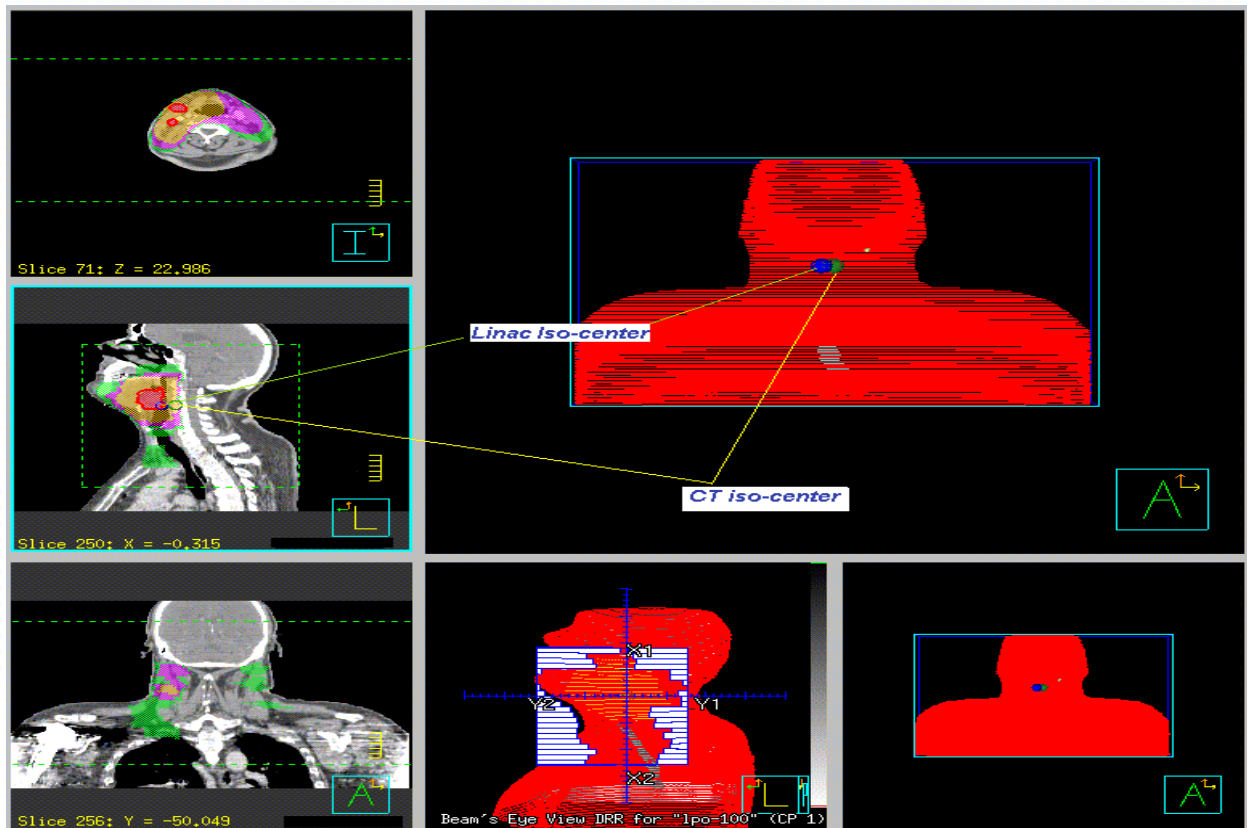 I
Slice 71: Z = 22.986
Linac Iso-center
CT iso-center
A
L
Slice 250: X = -0.315
X1
Y2
Y1
X2
L
A
Slice 256: Y = -50.049
Beam's Eye View DRR for "lpo-100" (CP 1)
A